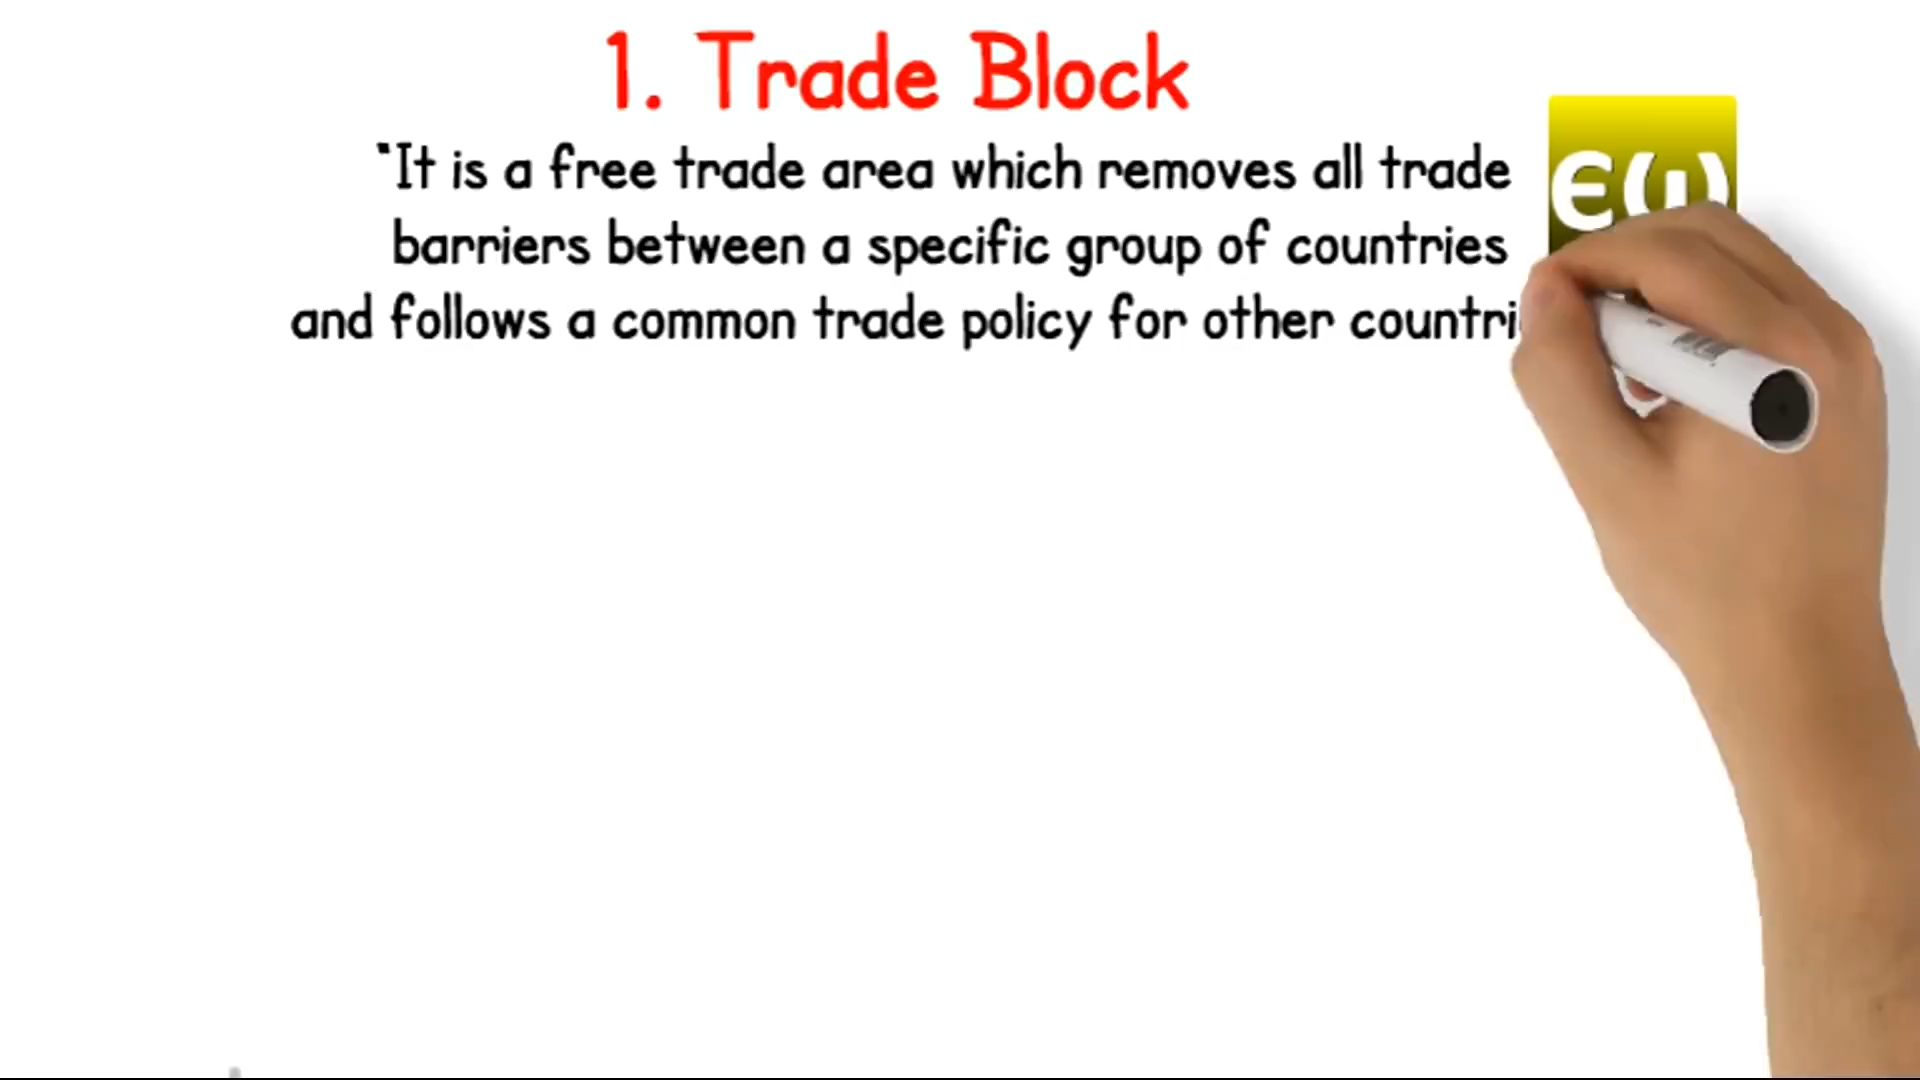 1. Trade Block
“It is a free trade area which removes all trade
barriers between a specific group of countries
and follows a common trade policy for other countri